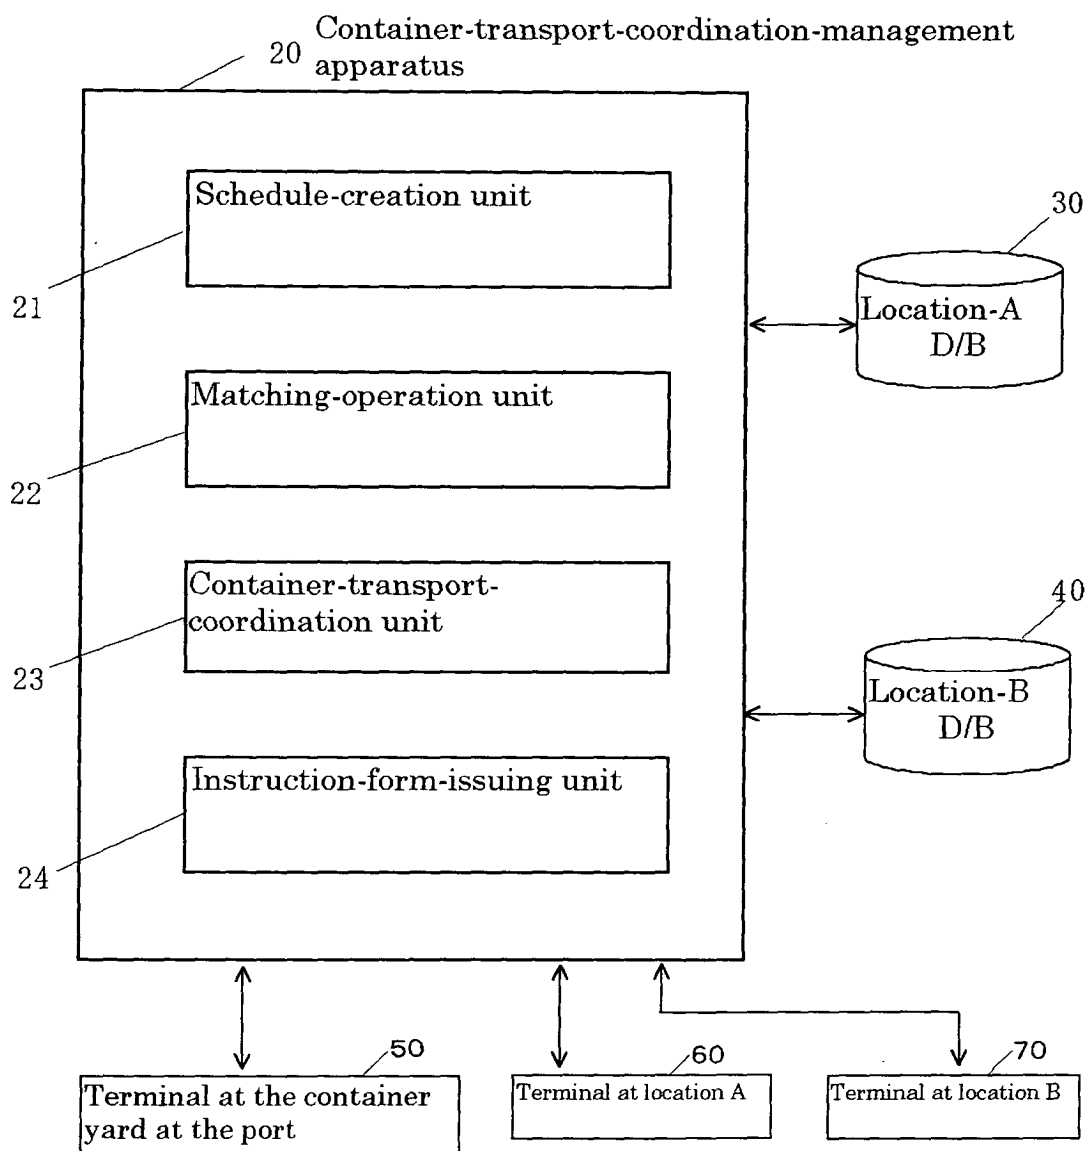 Container-transport-coordination-management
20 apparatus
Schedule-creation unit
21
30
Location-A
D/B
Matching-operation unit
22
Container-transport-
coordination unit
23
40
Location-B
D/B
Instruction-form-issuing unit
24
50
Terminal at the container
yard at the port
60
Terminal at location A
70
Terminal at location B